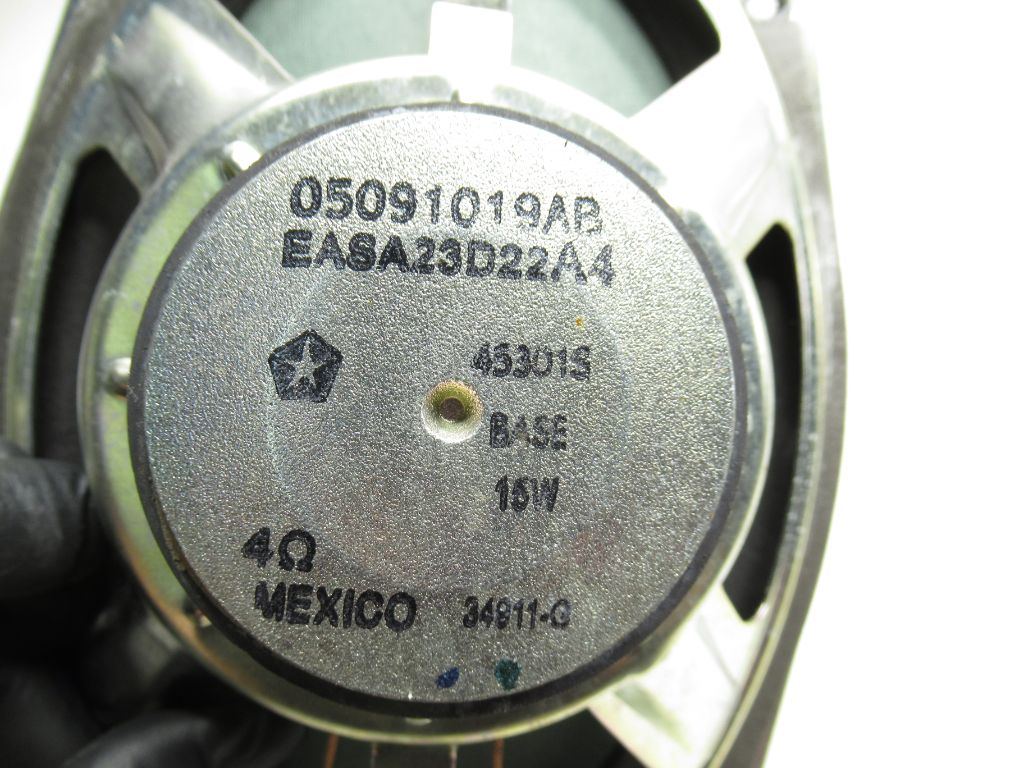 05091019AB
EASA23D22A4
45301S
BASE
15W
4Ω
MEXICO 34811-G